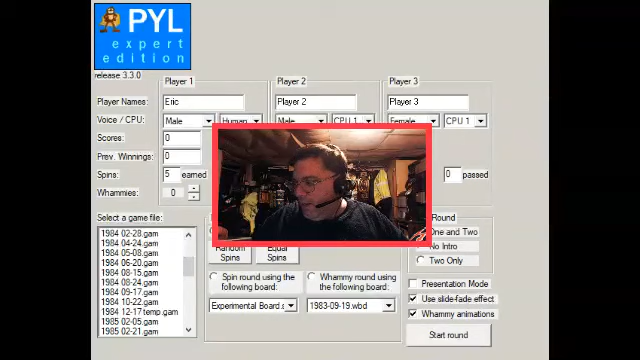 PYL
expert
edition
release 3.3.0
Player 1
Player 2
Player 3
Player Names:
Eric
Player 2
Player 3
Voice / CPU:
Male
Human
Male
CPU 1
Female
CPU 1
Scores:
0
Prev. Winnings:
0
Spins:
5 earned
0 passed
Whammies:
0
Select a game file:
Round
1984 02-28.gam
1984 04-24.gam
1984 05-08.gam
1984 06-20.gam
1984 08-15.gam
1984 08-24.gam
1984 09-17.gam
1984 10-22.gam
1984 12-17 temp.gam
1985 02-05.gam
1985 02-21.gam
Random
Spins
Equal
Spins
One and Two
No Intro
Two Only
Spin round using the
following board:
Whammy round using the
following board:
Experimental Board.s
1983-09-19.wbd
Presentation Mode
Use slide-fade effect
Whammy animations
Start round